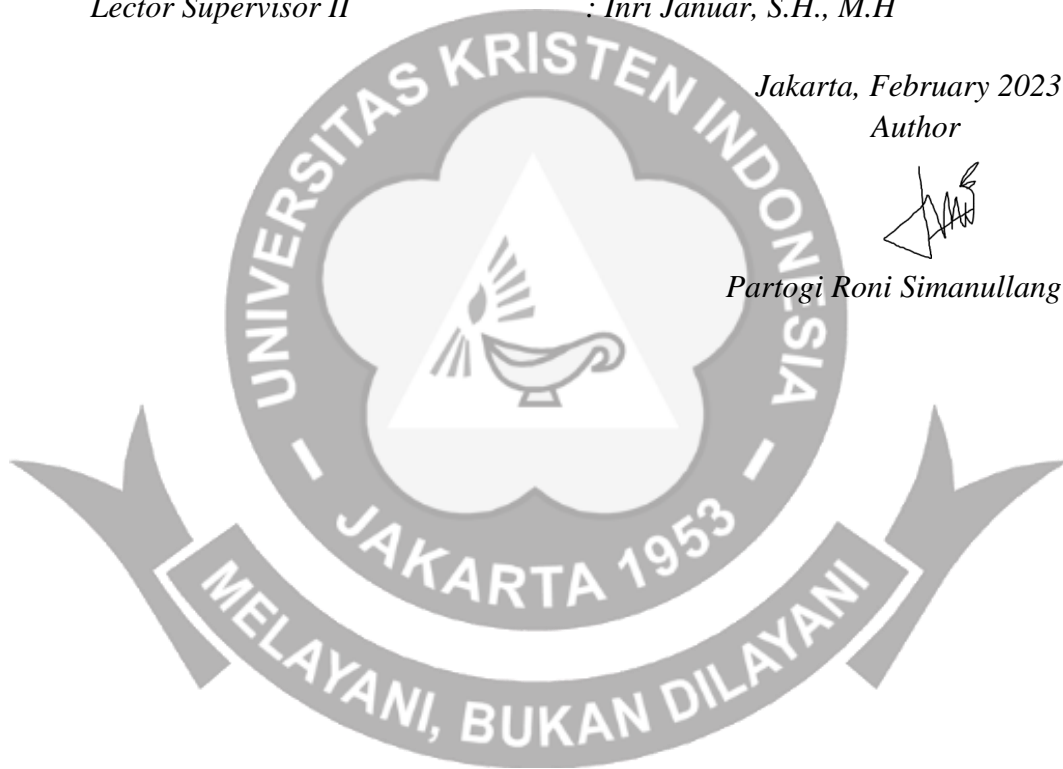 Lector Supervisor II : Inri Januar, S.H., M.H
Jakarta, February 2023
Author
Partogi Roni Simanullang
UNIVERSITAS KRISTEN INDONESIA
JAKARTA 1953
MELAYANI, BUKAN DILAYANI